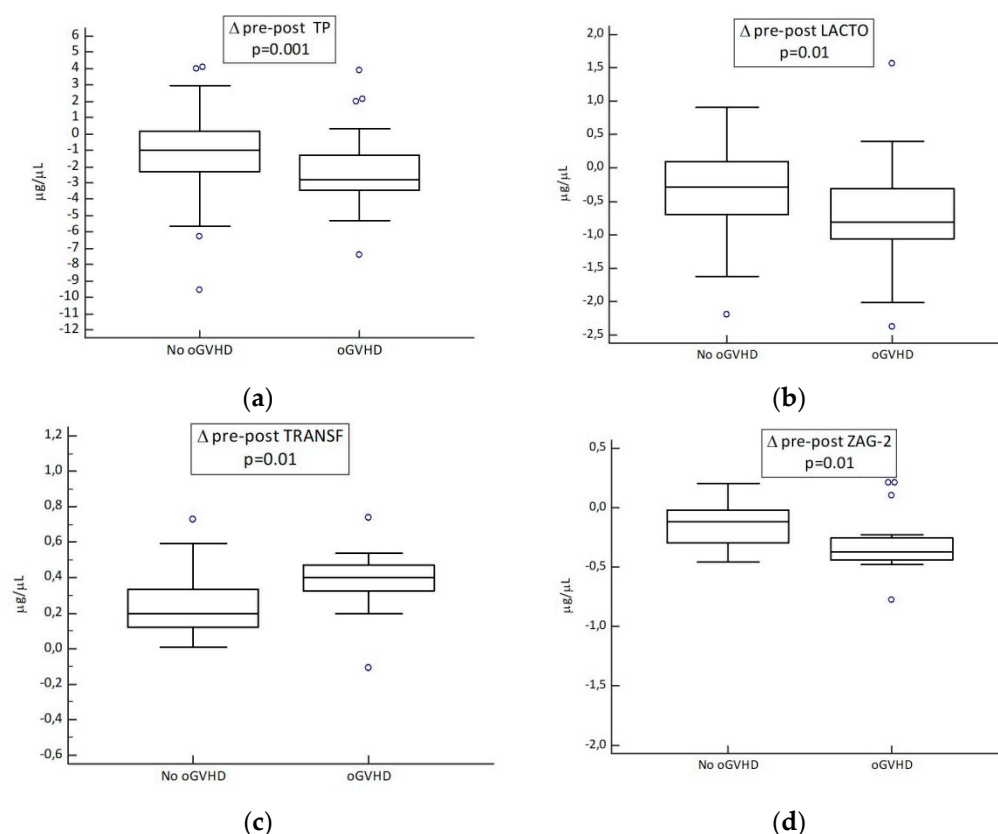 Δ pre-post TP
p=0.001
6
5
4
3
2
1
0
-1
-2
-3
-4
-5
-6
-7
-8
-9
-10
-11
-12
µg/µL
No oGVHD
oGVHD
(a)
Δ pre-post LACTO
p=0.01
2,0
1,5
1,0
0,5
0,0
-0,5
-1,0
-1,5
-2,0
-2,5
µg/µL
No oGVHD
oGVHD
(b)
Δ pre-post TRANSF
p=0.01
1,2
1,0
0,8
0,6
0,4
0,2
0,0
-0,2
-0,4
-0,6
µg/µL
No oGVHD
oGVHD
(c)
Δ pre-post ZAG-2
p=0.01
0,5
0,0
-0,5
-1,0
-1,5
-2,0
µg/µL
No oGVHD
oGVHD
(d)